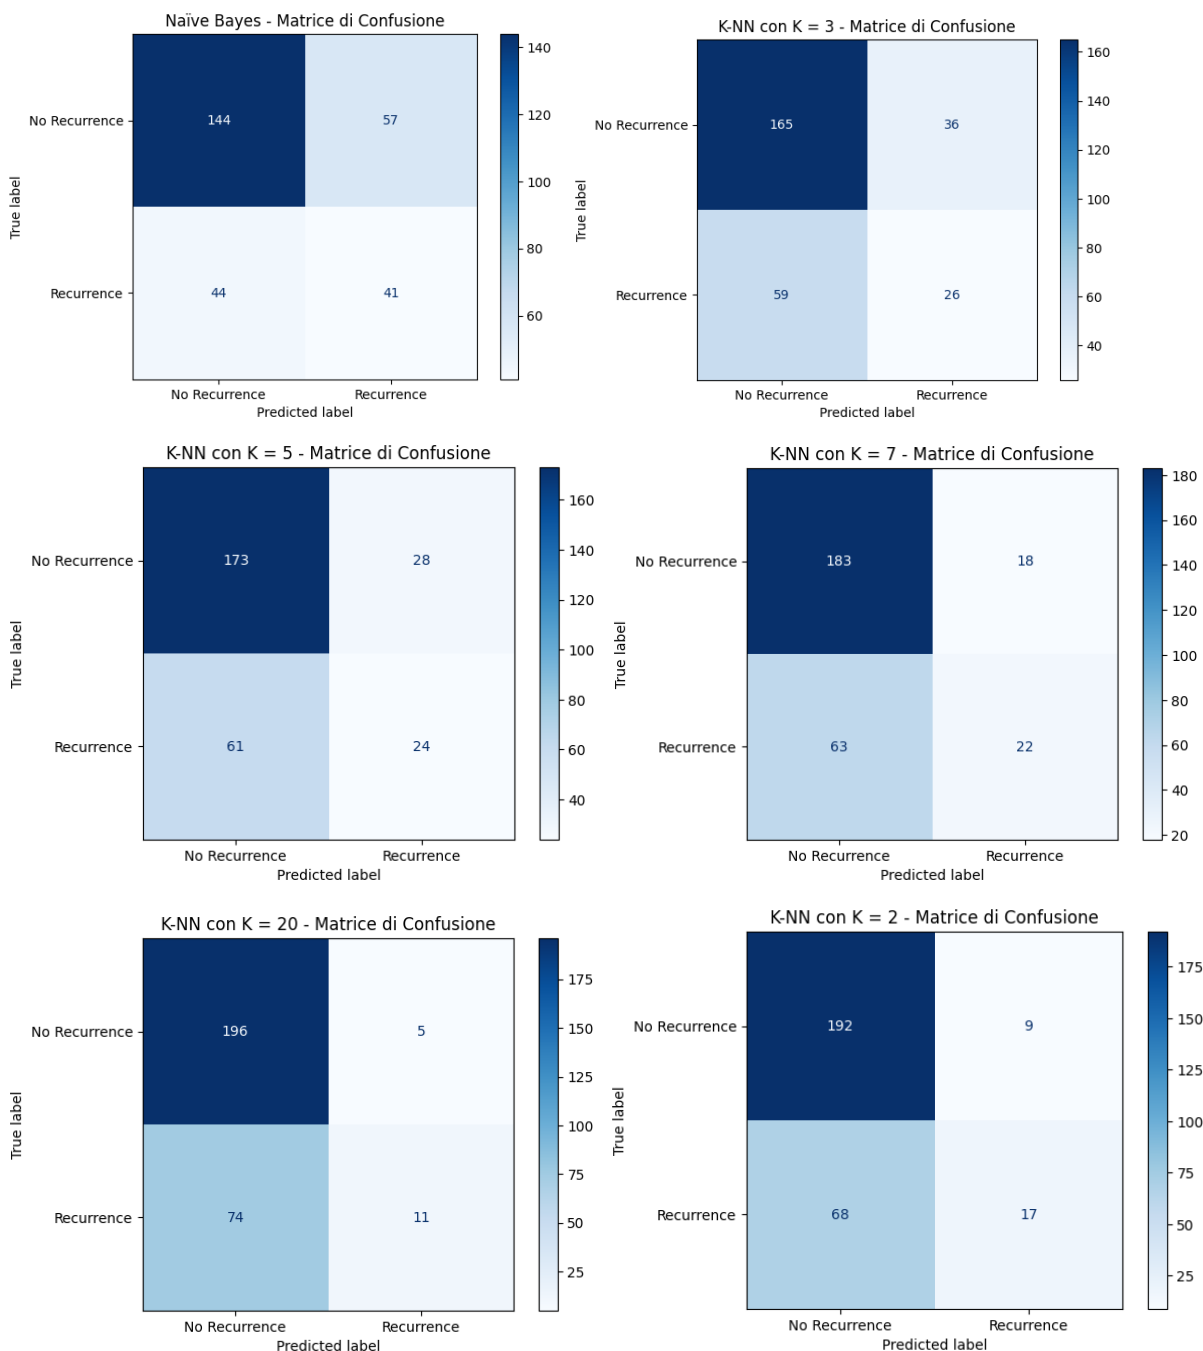 Naïve Bayes - Matrice di Confusione
No Recurrence
144
57
Recurrence
44
41
True label
No Recurrence
Recurrence
Predicted label
140
120
100
80
60
K-NN con K = 3 - Matrice di Confusione
No Recurrence
165
36
Recurrence
59
26
True label
No Recurrence
Recurrence
Predicted label
160
140
120
100
80
60
40
K-NN con K = 5 - Matrice di Confusione
No Recurrence
173
28
Recurrence
61
24
True label
No Recurrence
Recurrence
Predicted label
160
140
120
100
80
60
40
K-NN con K = 7 - Matrice di Confusione
No Recurrence
183
18
Recurrence
63
22
True label
No Recurrence
Recurrence
Predicted label
180
160
140
120
100
80
60
40
20
K-NN con K = 20 - Matrice di Confusione
No Recurrence
196
5
Recurrence
74
11
True label
No Recurrence
Recurrence
Predicted label
175
150
125
100
75
50
25
K-NN con K = 2 - Matrice di Confusione
No Recurrence
192
9
Recurrence
68
17
True label
No Recurrence
Recurrence
Predicted label
175
150
125
100
75
50
25